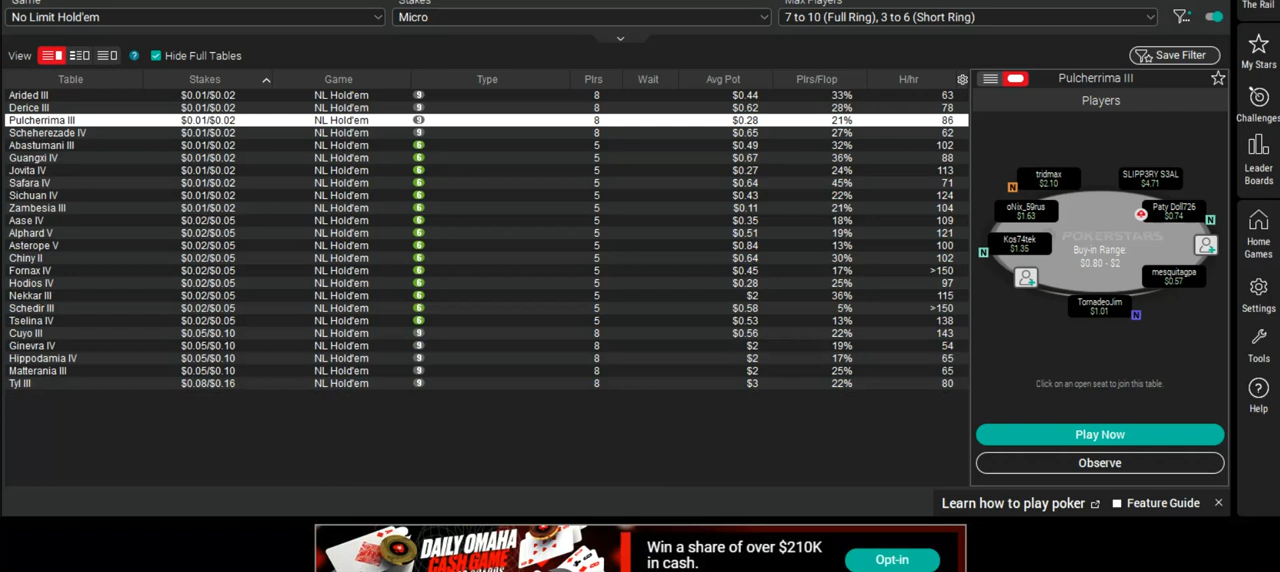 Game
Stakes
Max Players
No Limit Hold'em
Micro
7 to 10 (Full Ring), 3 to 6 (Short Ring)
View
?
Hide Full Tables
Save Filter
Table Stakes Game Type Plrs Wait Avg Pot Plrs/Flop H/hr
Arided III $0.01/$0.02 NL Hold'em 9 8 $0.44 33% 63
Derice III $0.01/$0.02 NL Hold'em 9 8 $0.62 28% 78
Pulcherrima III $0.01/$0.02 NL Hold'em 9 8 $0.28 21% 86
Scheherezade IV $0.01/$0.02 NL Hold'em 9 8 $0.65 27% 62
Abastumani III $0.01/$0.02 NL Hold'em 6 5 $0.49 32% 102
Guangxi IV $0.01/$0.02 NL Hold'em 6 5 $0.67 36% 88
Jovita IV $0.01/$0.02 NL Hold'em 6 5 $0.27 24% 113
Safara IV $0.01/$0.02 NL Hold'em 6 5 $0.64 45% 71
Sichuan IV $0.01/$0.02 NL Hold'em 6 5 $0.43 22% 124
Zambesia III $0.01/$0.02 NL Hold'em 6 5 $0.11 21% 104
Aase IV $0.02/$0.05 NL Hold'em 6 5 $0.35 18% 109
Alphard V $0.02/$0.05 NL Hold'em 6 5 $0.51 19% 121
Asterope V $0.02/$0.05 NL Hold'em 6 5 $0.84 13% 100
Chiny II $0.02/$0.05 NL Hold'em 6 5 $0.64 30% 102
Fornax IV $0.02/$0.05 NL Hold'em 6 5 $0.45 17% >150
Hodios IV $0.02/$0.05 NL Hold'em 6 5 $0.28 25% 97
Nekkar III $0.02/$0.05 NL Hold'em 6 5 $2 36% 115
Schedir III $0.02/$0.05 NL Hold'em 6 5 $0.58 5% >150
Tselina IV $0.02/$0.05 NL Hold'em 6 5 $0.53 13% 138
Cuyo III $0.05/$0.10 NL Hold'em 9 8 $0.56 22% 143
Ginevra IV $0.05/$0.10 NL Hold'em 9 8 $2 19% 54
Hippodamia IV $0.05/$0.10 NL Hold'em 9 8 $2 17% 65
Matterania III $0.05/$0.10 NL Hold'em 9 8 $2 25% 65
Tyl III $0.08/$0.16 NL Hold'em 9 8 $3 22% 80
Pulcherrima III
Players
tridmax
$2.10
N
SLIPP3RY S3AL
$4.71
oNix_59rus
$1.63
Paty Doll726
$0.74
N
Kos74tek
$1.35
N
POKERSTARS
Buy-in Range:
$0.80 - $2
mesquitagpa
$0.57
TornadeoJim
$1.01
N
Click on an open seat to join this table.
Play Now
Observe
Learn how to play poker
Feature Guide
The Rail
My Stars
Challenges
Leader
Boards
Home
Games
Settings
Tools
Help
DAILY OMAHA
CASH GAME
Win a share of over $210K
in cash.
Opt-in